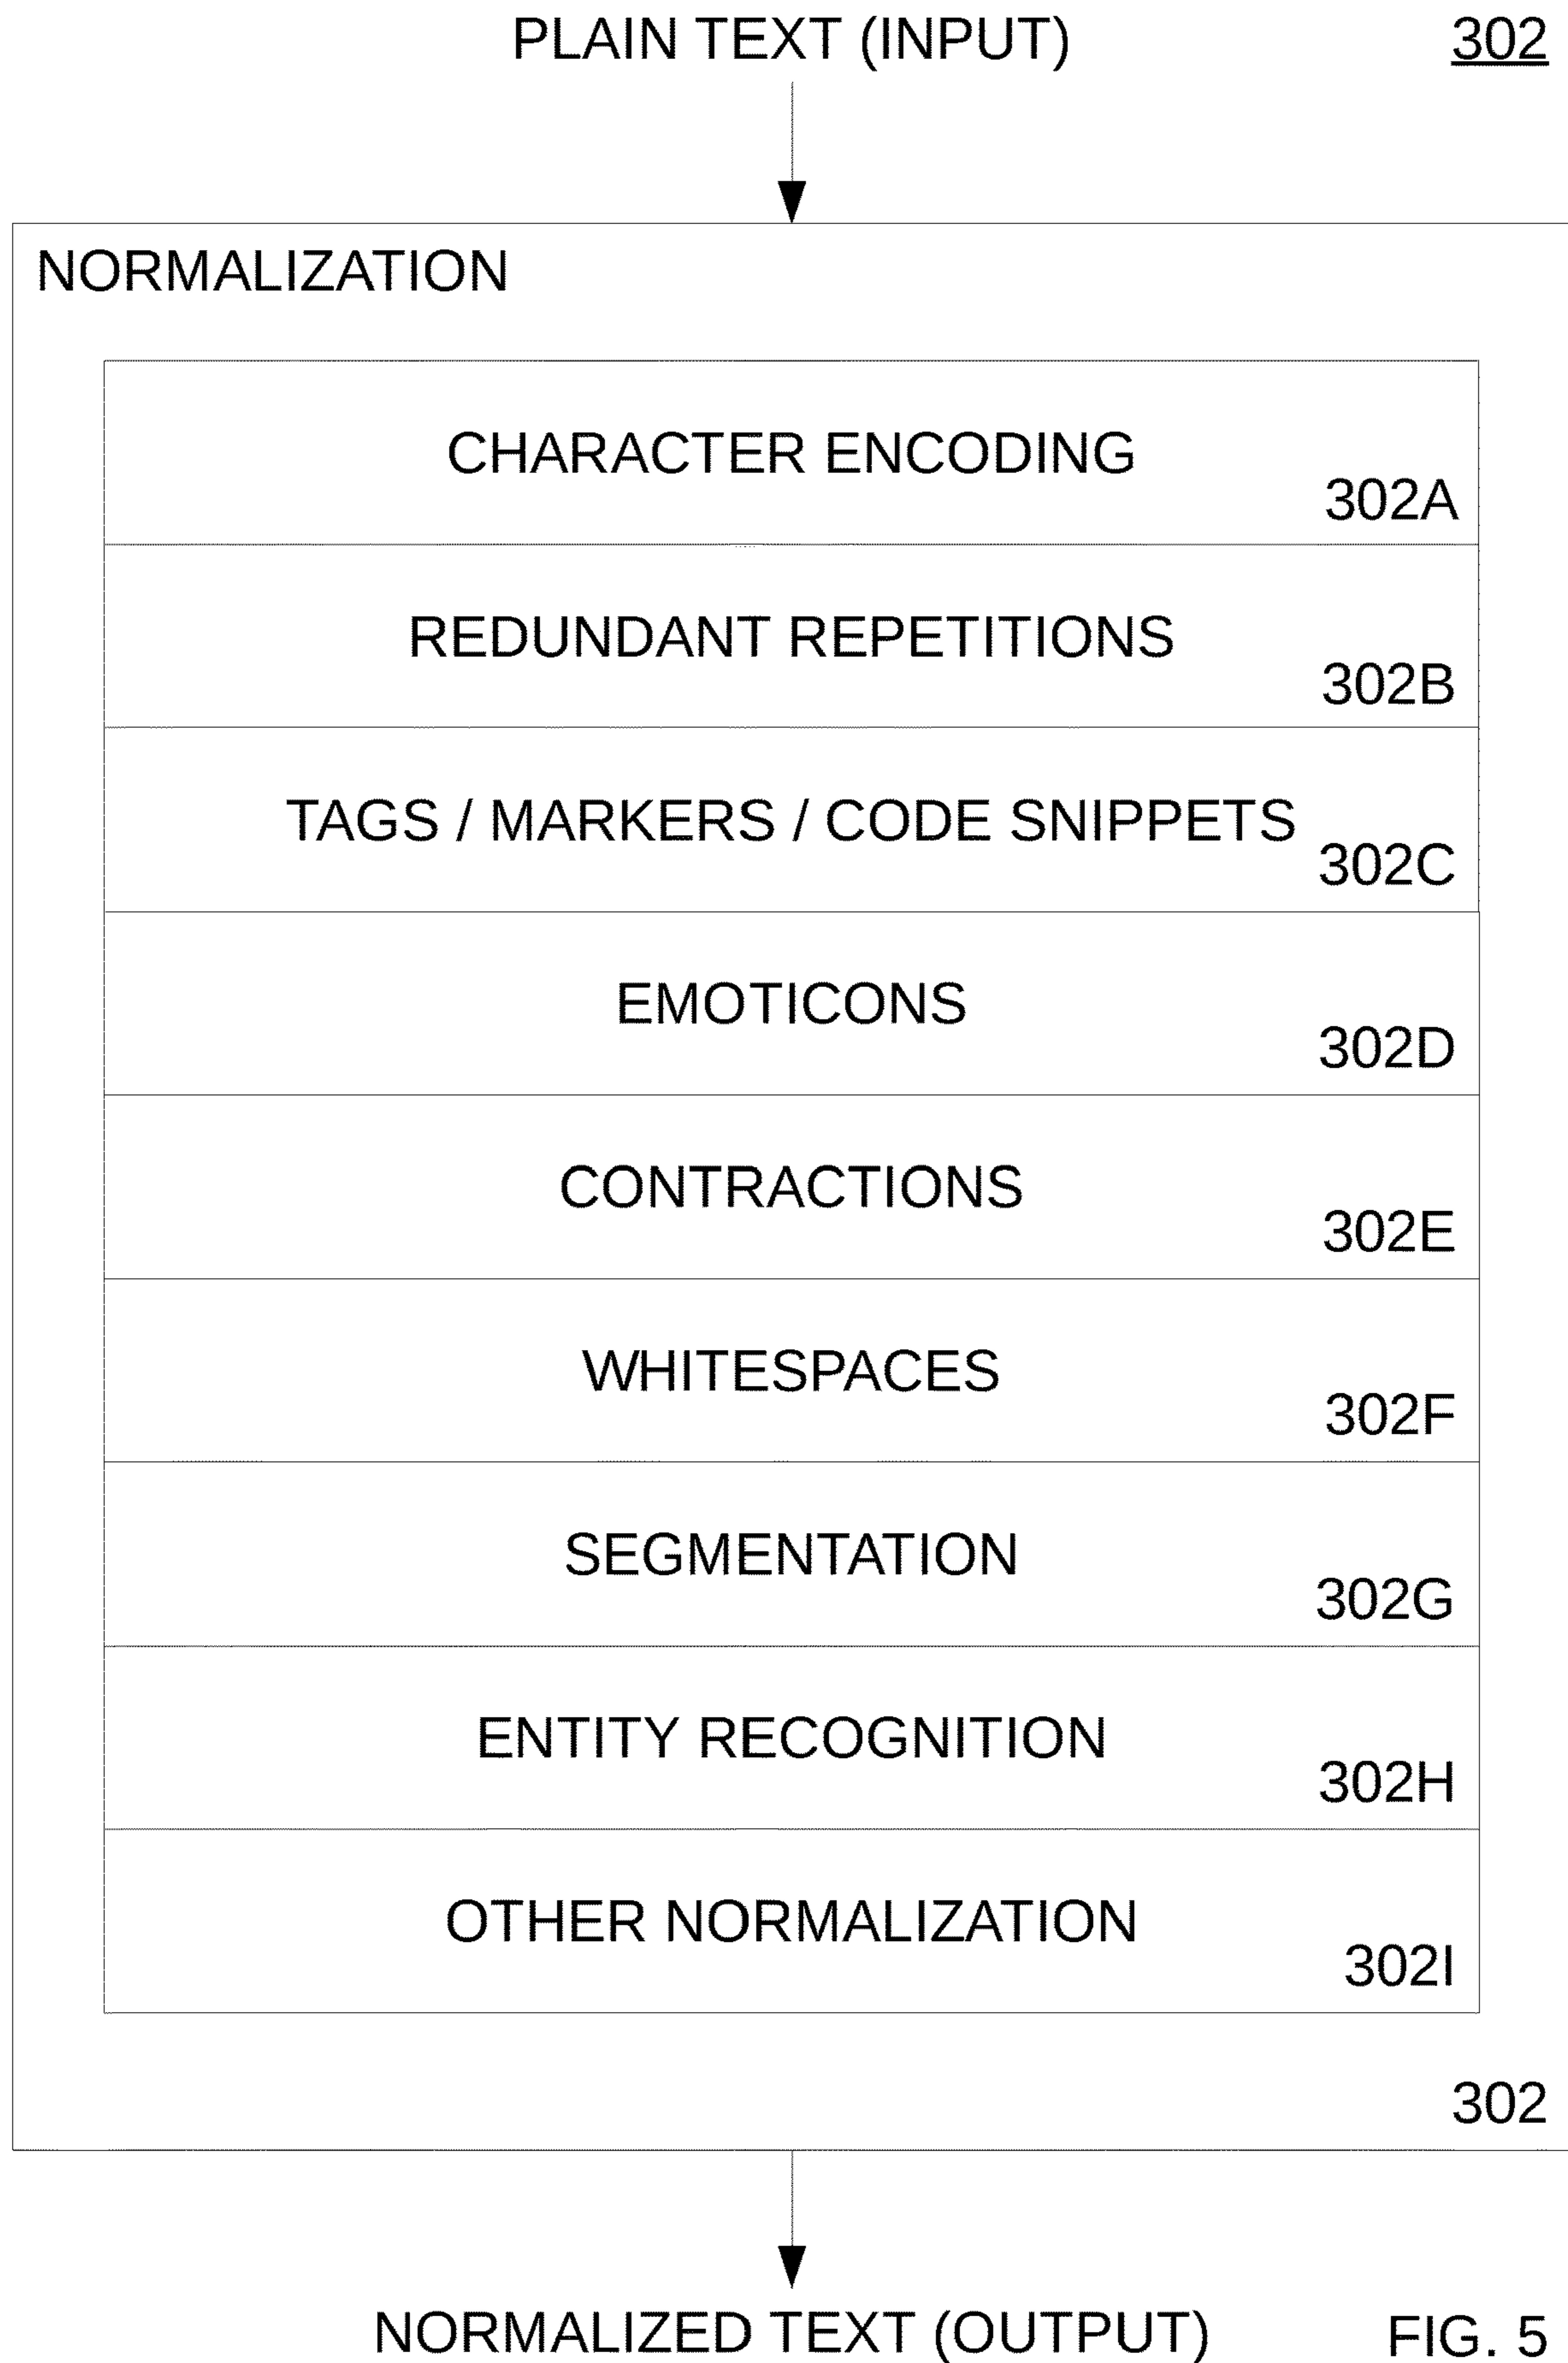 PLAIN TEXT (INPUT)
302
NORMALIZATION
CHARACTER ENCODING
302A
REDUNDANT REPETITIONS
302B
TAGS / MARKERS / CODE SNIPPETS
302C
EMOTICONS
302D
CONTRACTIONS
302E
WHITESPACES
302F
SEGMENTATION
302G
ENTITY RECOGNITION
302H
OTHER NORMALIZATION
302I
302
NORMALIZED TEXT (OUTPUT)
FIG. 5